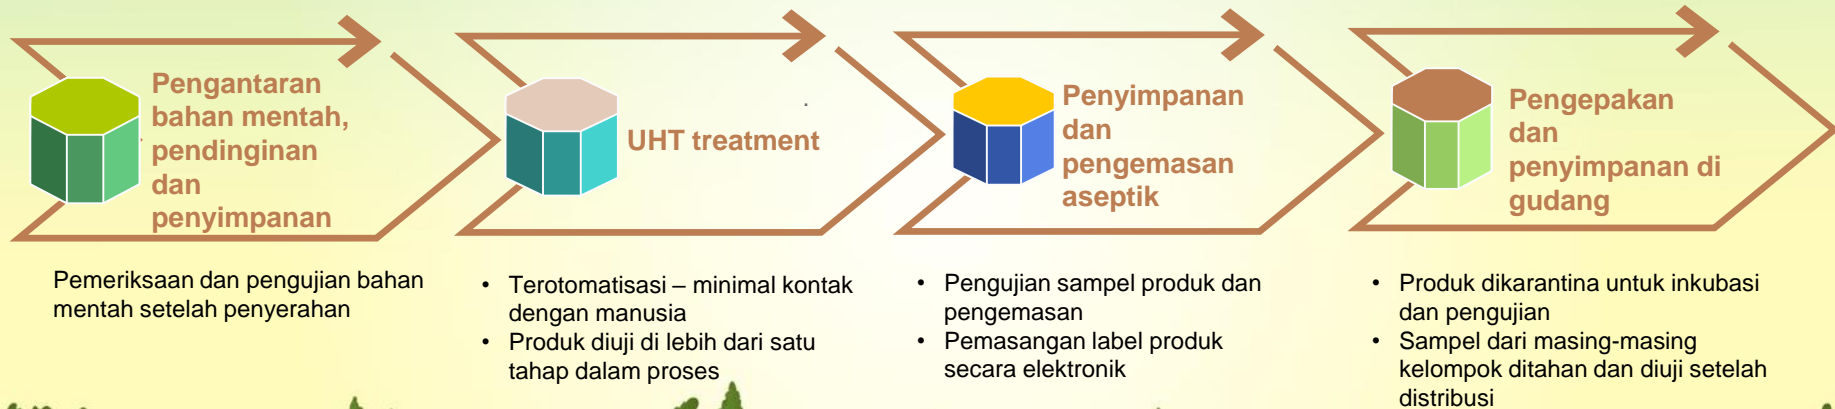 Pengantaran
bahan mentah,
pendinginan
dan
penyimpanan
Pemeriksaan dan pengujian bahan
mentah setelah penyerahan
UHT treatment
• Terotomatisasi – minimal kontak
dengan manusia
• Produk diuji di lebih dari satu
tahap dalam proses
Penyimpanan
dan
pengemasan
aseptik
• Pengujian sampel produk dan
pengemasan
• Pemasangan label produk
secara elektronik
Pengepakan
dan
penyimpanan di
gudang
• Produk dikarantina untuk inkubasi
dan pengujian
• Sampel dari masing-masing
kelompok ditahan dan diuji setelah
distribusi